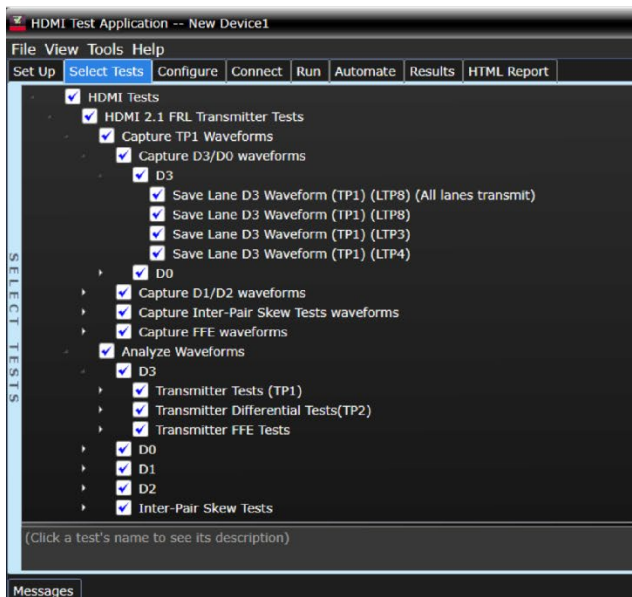 HDMI Test Application -- New Device1
File View Tools Help
Set Up Select Tests Configure Connect Run Automate Results HTML Report
SELECT TESTS
HDMI Tests
HDMI 2.1 FRL Transmitter Tests
Capture TP1 Waveforms
Capture D3/D0 waveforms
D3
Save Lane D3 Waveform (TP1) (LTP8) (All lanes transmit)
Save Lane D3 Waveform (TP1) (LTP8)
Save Lane D3 Waveform (TP1) (LTP3)
Save Lane D3 Waveform (TP1) (LTP4)
D0
Capture D1/D2 waveforms
Capture Inter-Pair Skew Tests waveforms
Capture FFE waveforms
Analyze Waveforms
D3
Transmitter Tests (TP1)
Transmitter Differential Tests(TP2)
Transmitter FFE Tests
D0
D1
D2
Inter-Pair Skew Tests
(Click a test's name to see its description)
Messages